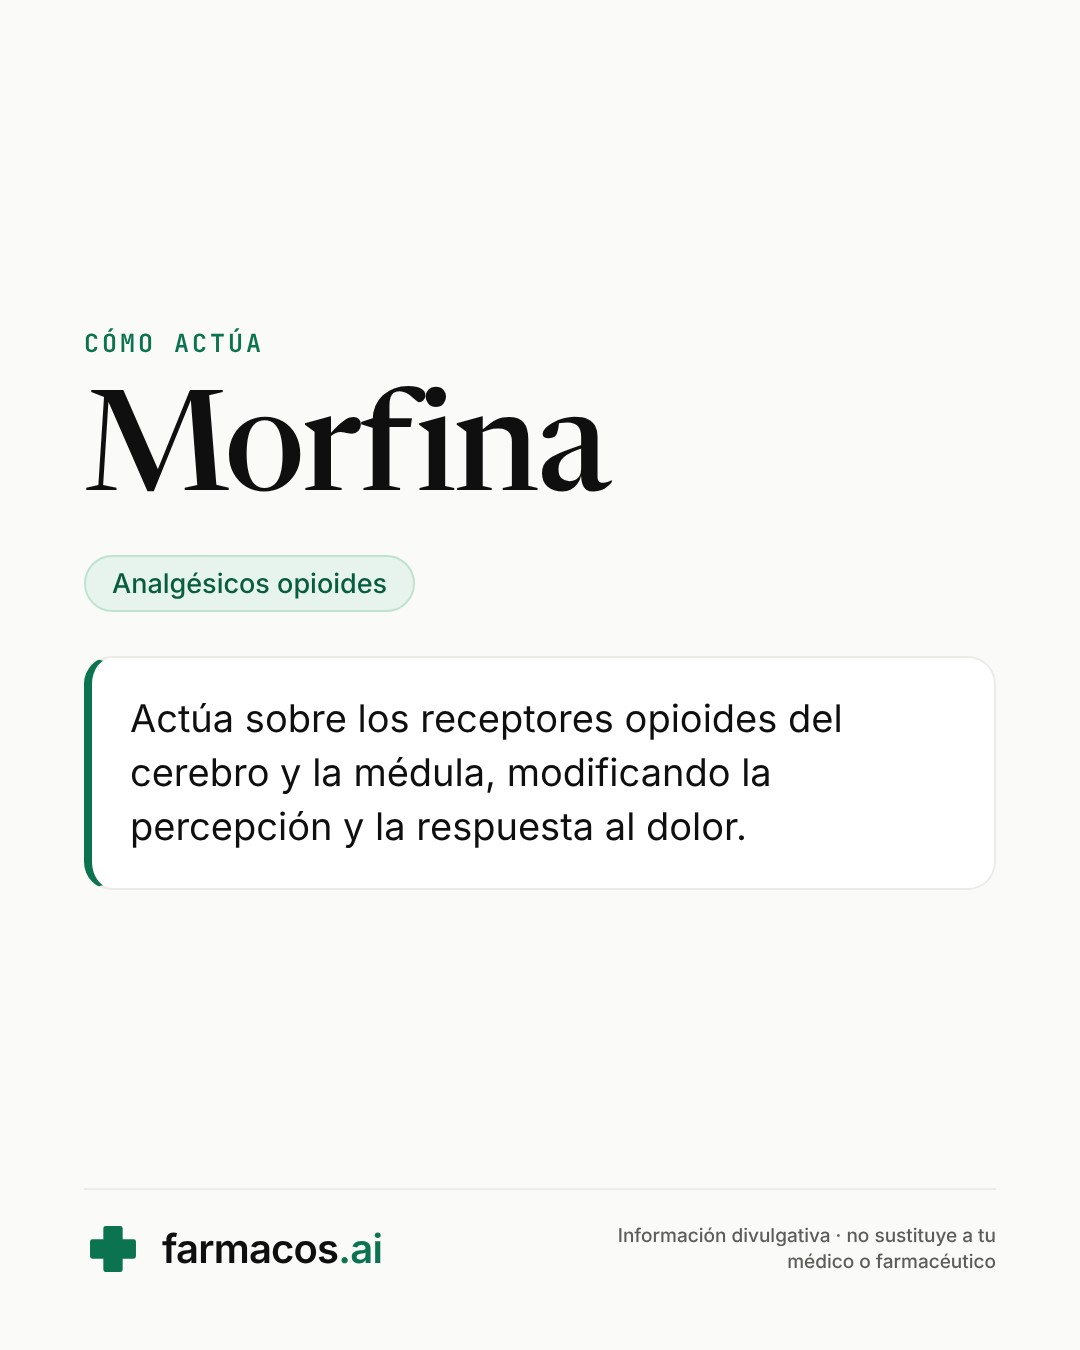 CÓMO ACTÚA
Morfina
Analgésicos opioides
Actúa sobre los receptores opioides del
cerebro y la médula, modificando la
percepción y la respuesta al dolor.
farmacos.ai
Información divulgativa · no sustituye a tu
médico o farmacéutico